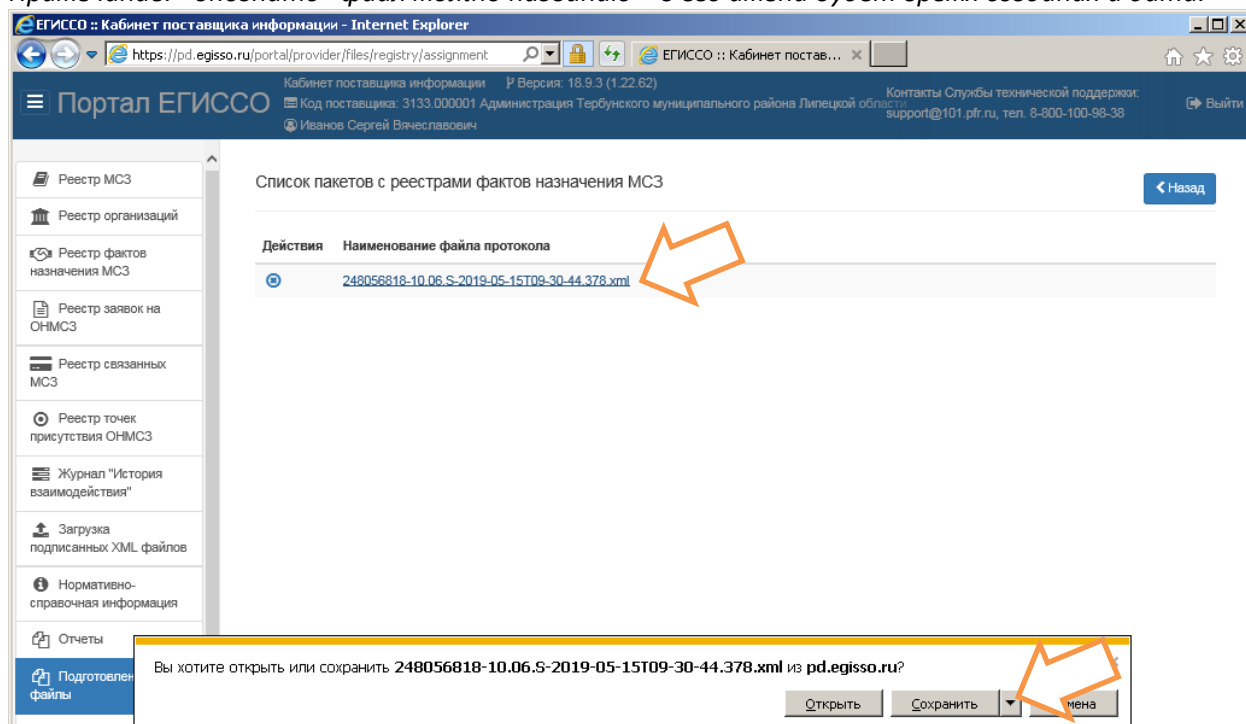 ЕГИССО :: Кабинет поставщика информации - Internet Explorer
https://pd.egisso.ru/portal/provider/files/registry/assignment
ЕГИССО :: Кабинет постав...
Портал ЕГИССО
Кабинет поставщика информации Версия: 18.9.3 (1.22.62)
Код поставщика: 3133.000001 Администрация Тербунского муниципального района Липецкой области
Иванов Сергей Вячеславович
Контакты Службы технической поддержки:
support@101.pfr.ru, тел. 8-800-100-98-38
Выйти
Реестр МСЗ
Реестр организаций
Реестр фактов
назначения МСЗ
Реестр заявок на
ОНМСЗ
Реестр связанных
МСЗ
Реестр точек
присутствия ОНМСЗ
Журнал "История
взаимодействия"
Загрузка
подписанных XML файлов
Нормативно-
справочная информация
Отчеты
файлы
Список пакетов с реестрами фактов назначения МСЗ
Назад
Действия Наименование файла протокола
248056818-10.06.S-2019-05-15T09-30-44.378.xml
Вы хотите открыть или сохранить 248056818-10.06.S-2019-05-15T09-30-44.378.xml из pd.egisso.ru?
Открыть Сохранить